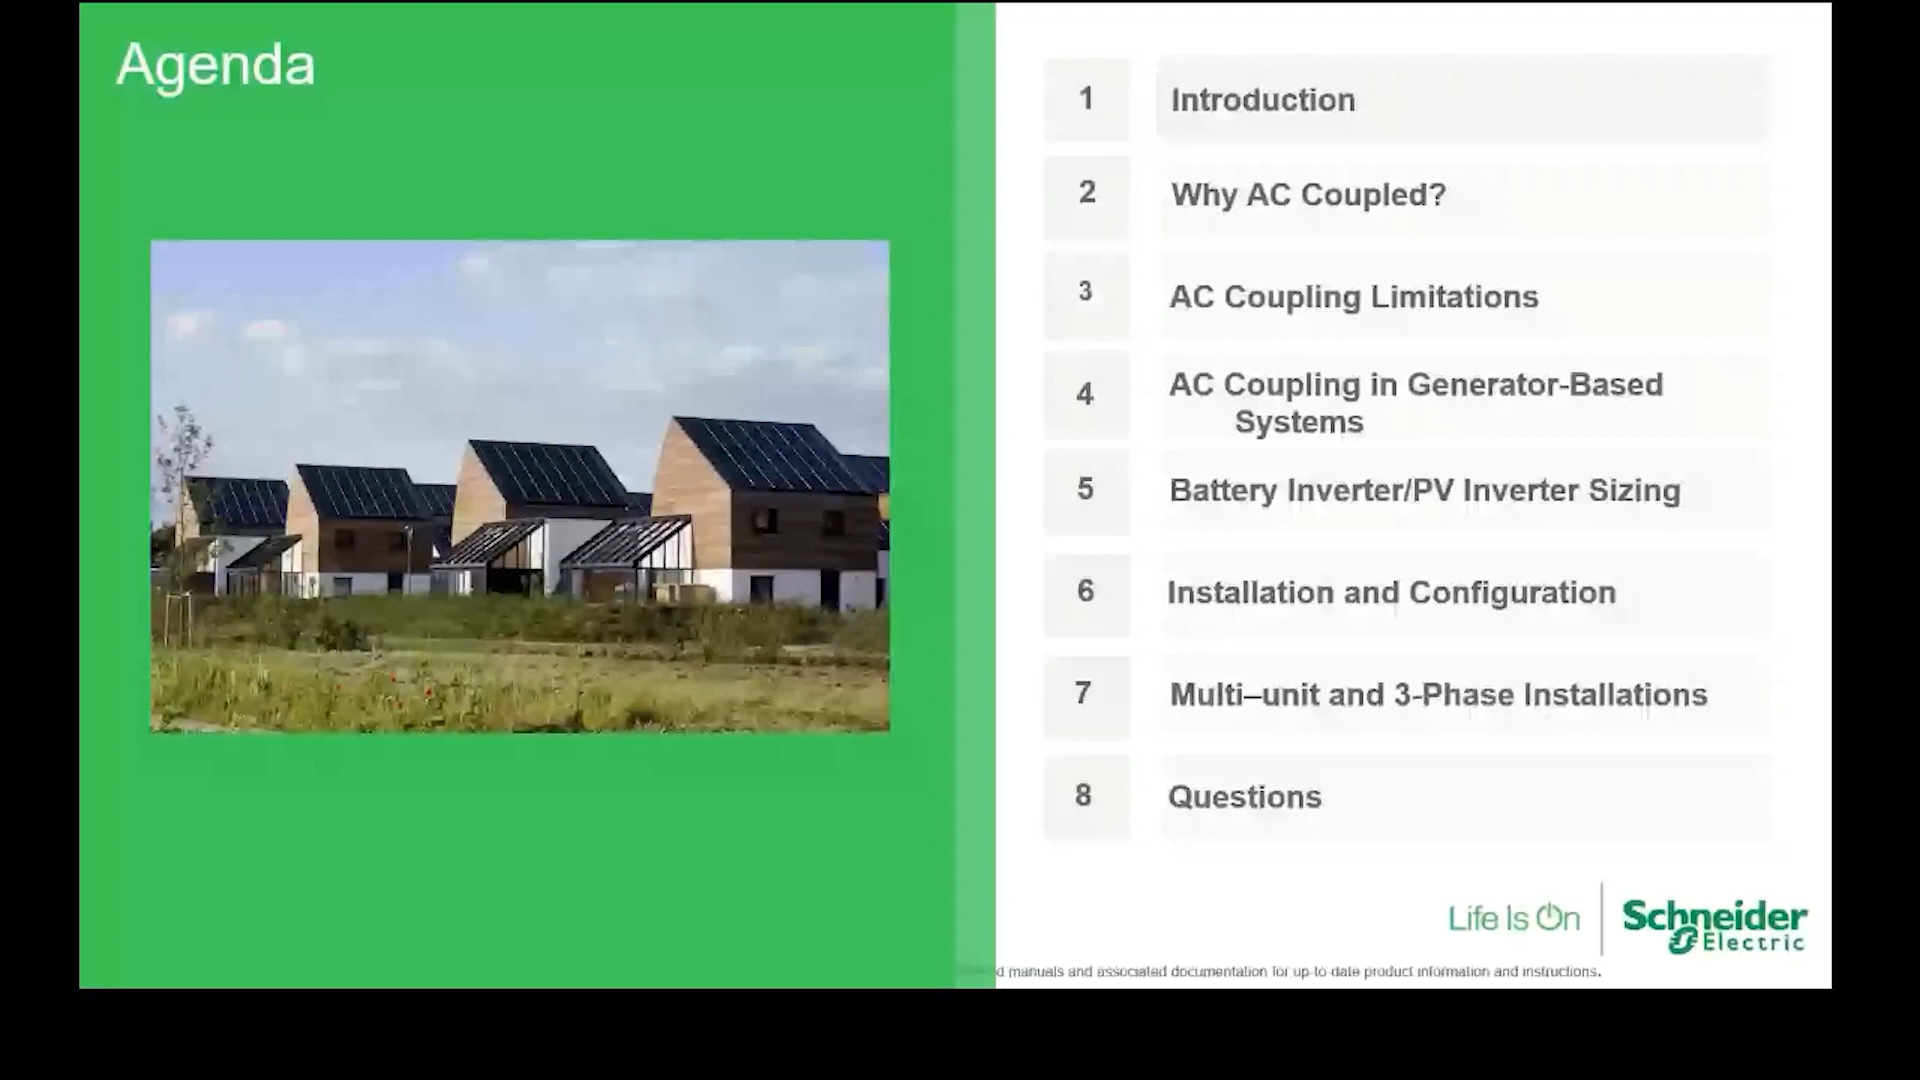 Agenda
1
Introduction
2
Why AC Coupled?
3
AC Coupling Limitations
4
AC Coupling in Generator-Based
Systems
5
Battery Inverter/PV Inverter Sizing
6
Installation and Configuration
7
Multi–unit and 3-Phase Installations
8
Questions
Life Is On
Schneider
Electric
d manuals and associated documentation for up-to-date product information and instructions.